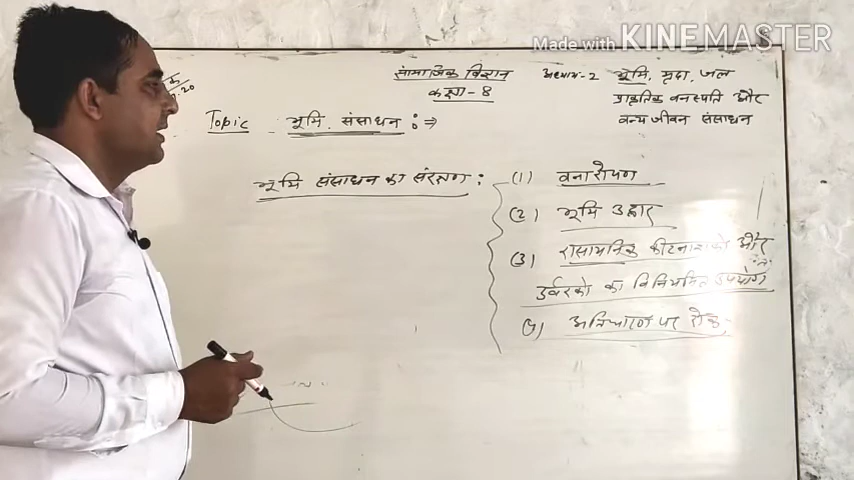 Made with KINEMASTER
सामाजिक विज्ञान
कक्षा-8
अध्याय-2 भूमि, मृदा, जल
प्राकृतिक वनस्पति और
वन्य जीवन संसाधन
Topic भूमि संसाधन :⇒
भूमि संसाधन का संरक्षण :
(1) वनारोपण
(2) भूमि उद्धार
(3) रासायनिक कीटनाशको और
उर्वरको का विनियमित उपयोग
(4) अतिचारण पर रोक